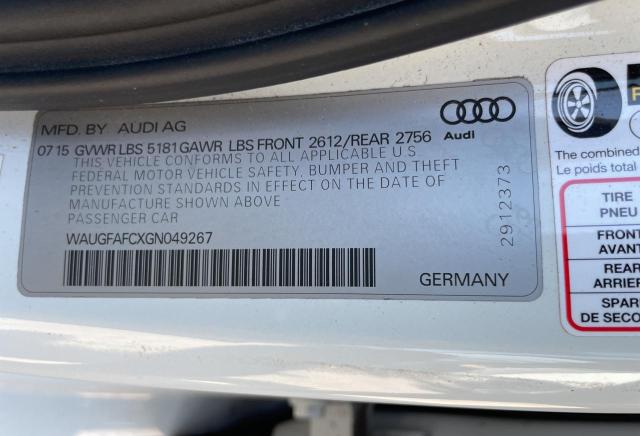 MFD. BY AUDI AG
Audi
07 15 GVWR LBS 5181 GAWR LBS FRONT 2612/REAR 2756
THIS VEHICLE CONFORMS TO ALL APPLICABLE U S
FEDERAL MOTOR VEHICLE SAFETY, BUMPER AND THEFT
PREVENTION STANDARDS IN EFFECT ON THE DATE OF
MANUFACTURE SHOWN ABOVE
PASSENGER CAR
WAUGFAFCXGN049267
GERMANY
2912373
The combined
Le poids total
TIRE
PNEU
FRONT
AVANT
REAR
ARRIER
SPAR
DE SECO